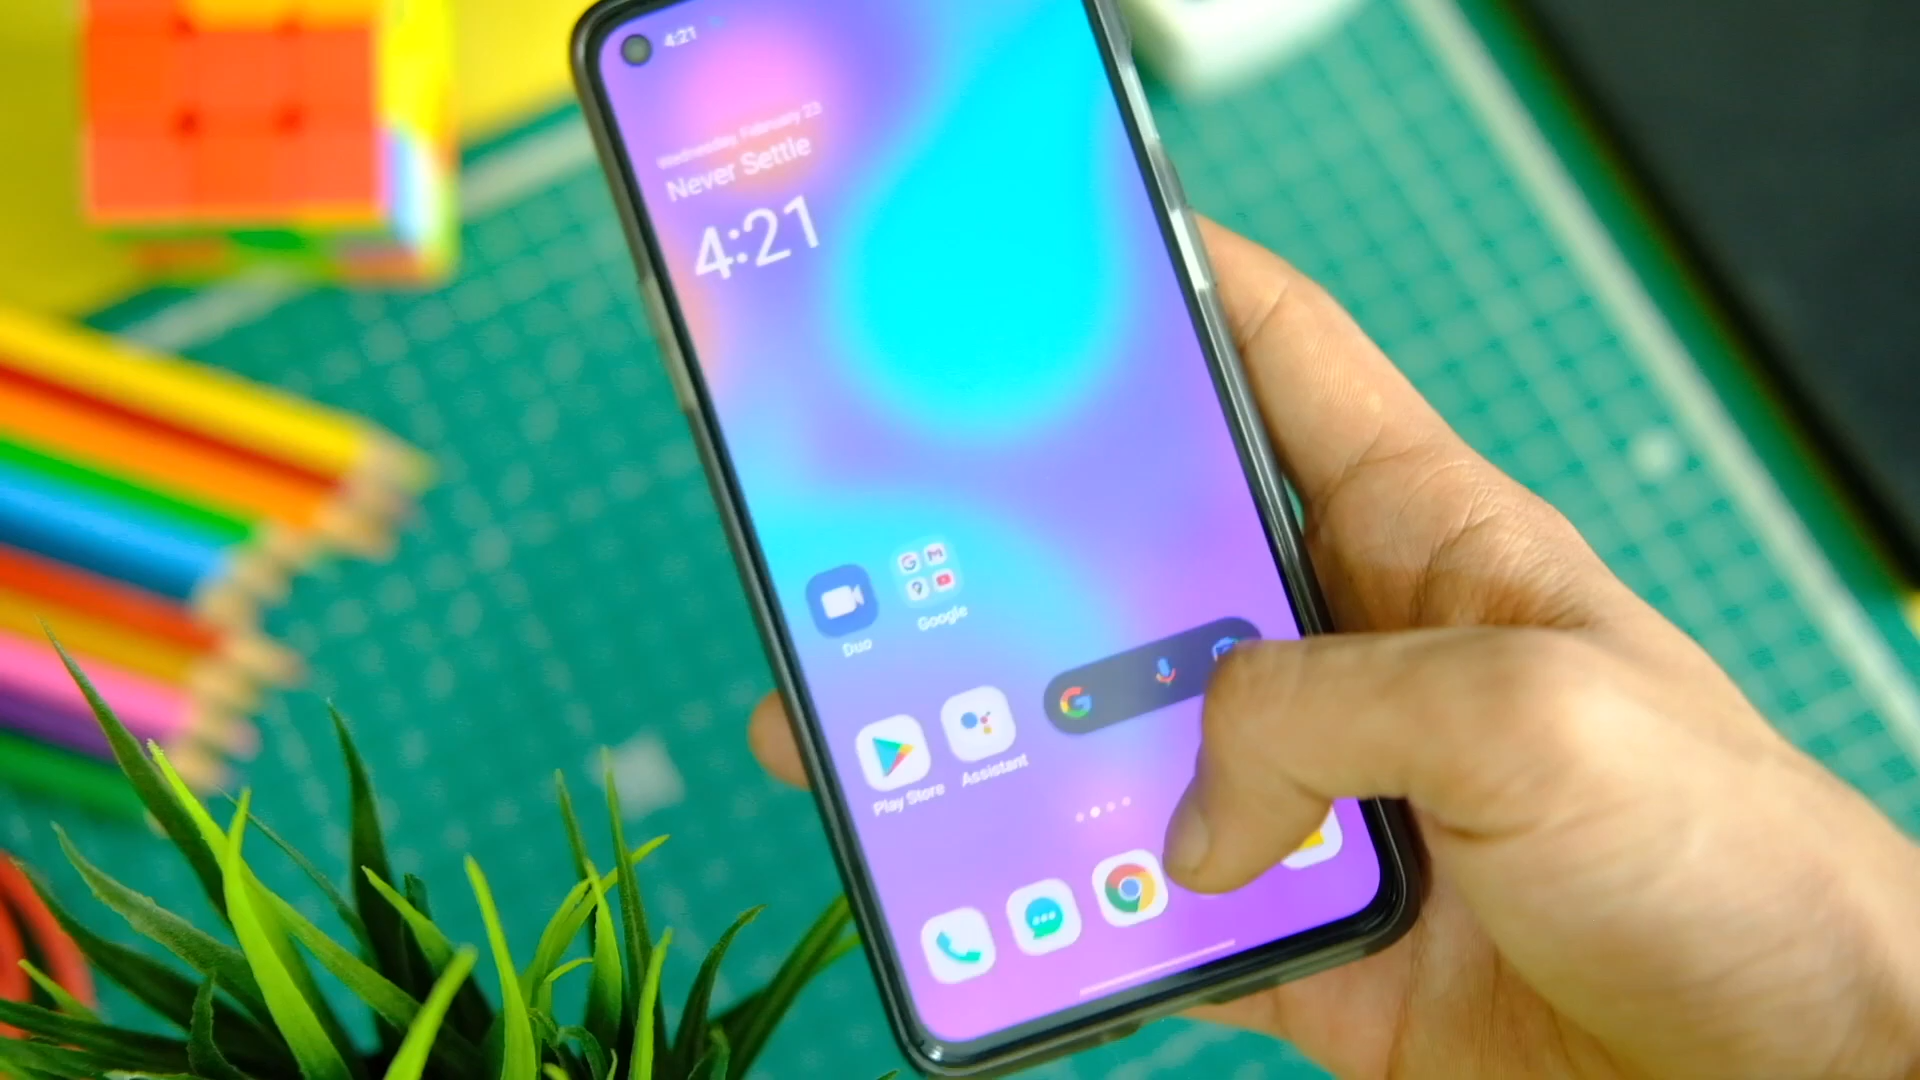 4:21
Wednesday, February 23
Never Settle
4:21
Duo
Google
Play Store
Assistant